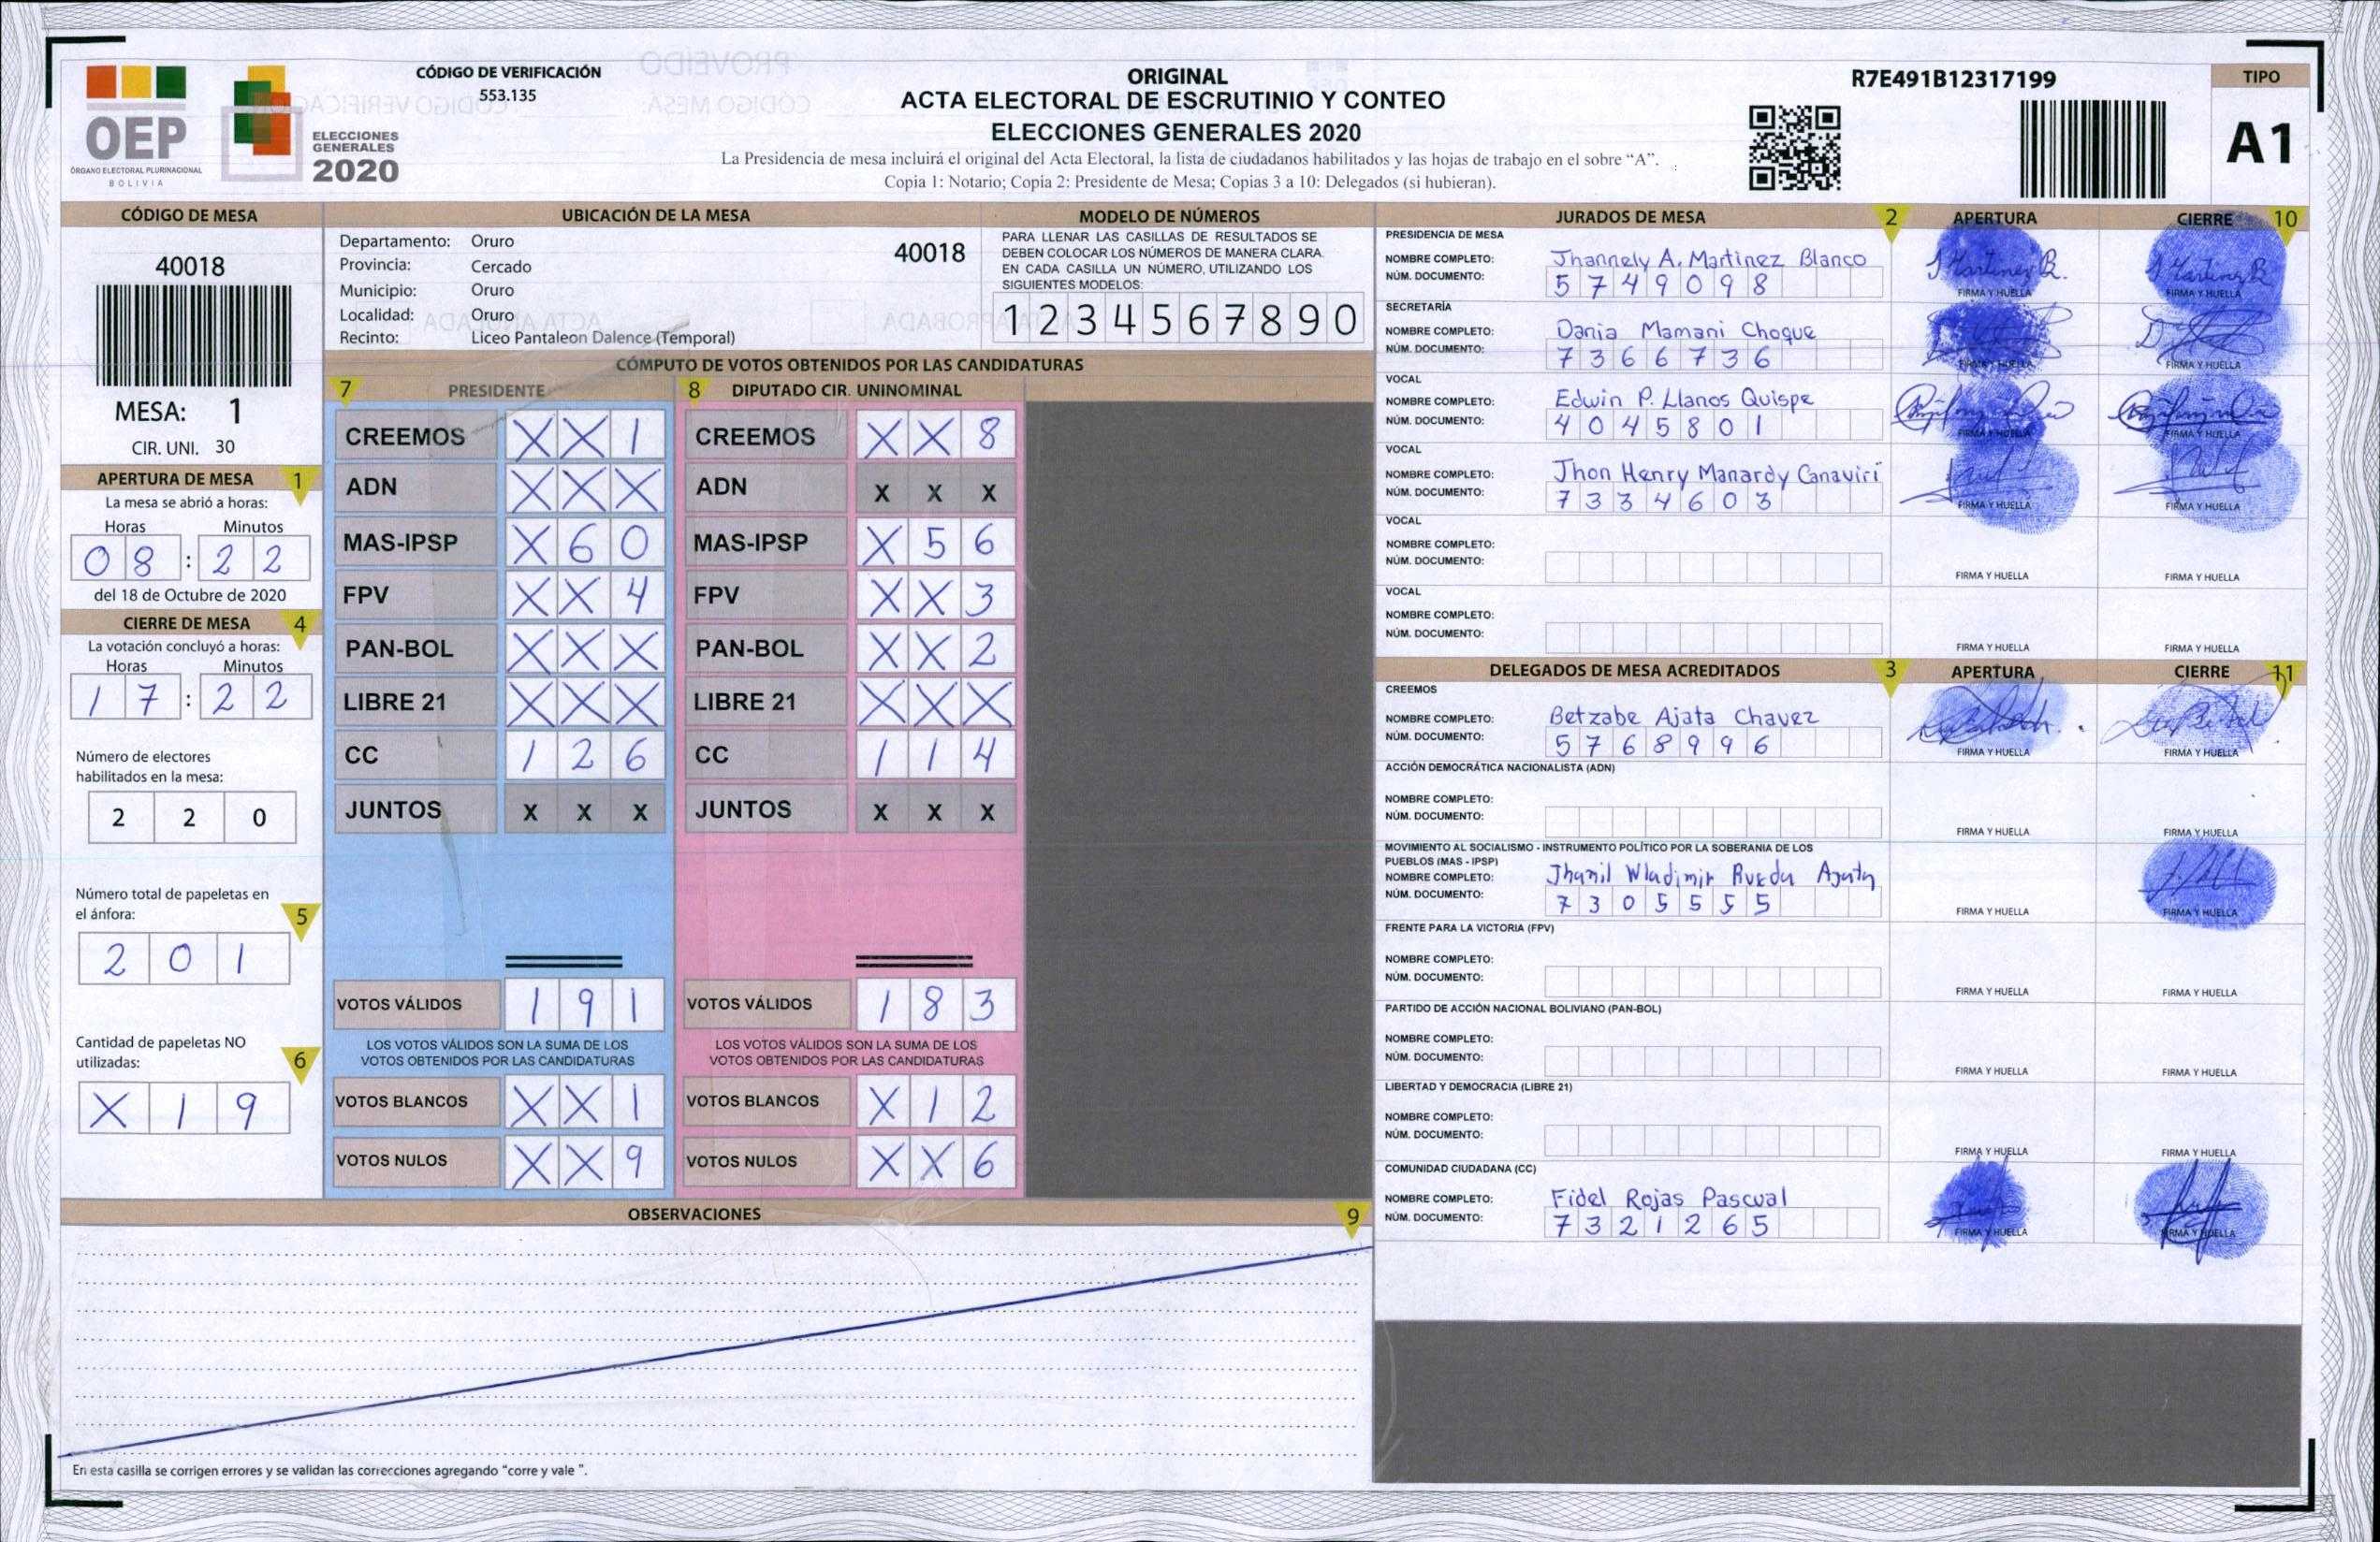 OEP
ÓRGANO ELECTORAL PLURINACIONAL
BOLIVIA
ELECCIONES
GENERALES
2020
CÓDIGO DE VERIFICACIÓN
553.135
ORIGINAL
ACTA ELECTORAL DE ESCRUTINIO Y CONTEO
ELECCIONES GENERALES 2020
La Presidencia de mesa incluirá el original del Acta Electoral, la lista de ciudadanos habilitados y las hojas de trabajo en el sobre “A”.
Copia 1: Notario; Copia 2: Presidente de Mesa; Copias 3 a 10: Delegados (si hubieran).
R7E491B12317199
TIPO
A1
CÓDIGO DE MESA
40018
MESA: 1
CIR. UNI. 30
APERTURA DE MESA 1
La mesa se abrió a horas:
Horas Minutos
08 : 22
del 18 de Octubre de 2020
CIERRE DE MESA 4
La votación concluyó a horas:
Horas Minutos
17 : 22
Número de electores
habilitados en la mesa:
2 2 0
Número total de papeletas en
el ánfora: 5
2 0 1
Cantidad de papeletas NO
utilizadas: 6
X 1 9
UBICACIÓN DE LA MESA
Departamento: Oruro
Provincia: Cercado
Municipio: Oruro
Localidad: Oruro
Recinto: Liceo Pantaleon Dalence (Temporal)
40018
MODELO DE NÚMEROS
PARA LLENAR LAS CASILLAS DE RESULTADOS SE
DEBEN COLOCAR LOS NÚMEROS DE MANERA CLARA.
EN CADA CASILLA UN NÚMERO, UTILIZANDO LOS
SIGUIENTES MODELOS:
1 2 3 4 5 6 7 8 9 0
CÓMPUTO DE VOTOS OBTENIDOS POR LAS CANDIDATURAS
7 PRESIDENTE
CREEMOS X X 1
ADN X X X
MAS-IPSP X 6 0
FPV X X 4
PAN-BOL X X X
LIBRE 21 X X X
CC 1 2 6
JUNTOS X X X
VOTOS VÁLIDOS 1 9 1
LOS VOTOS VÁLIDOS SON LA SUMA DE LOS
VOTOS OBTENIDOS POR LAS CANDIDATURAS
VOTOS BLANCOS X X 1
VOTOS NULOS X X 9
8 DIPUTADO CIR. UNINOMINAL
CREEMOS X X 8
ADN X X X
MAS-IPSP X 5 6
FPV X X 3
PAN-BOL X X 2
LIBRE 21 X X X
CC 1 1 4
JUNTOS X X X
VOTOS VÁLIDOS 1 8 3
LOS VOTOS VÁLIDOS SON LA SUMA DE LOS
VOTOS OBTENIDOS POR LAS CANDIDATURAS
VOTOS BLANCOS X 1 2
VOTOS NULOS X X 6
OBSERVACIONES 9
En esta casilla se corrigen errores y se validan las correcciones agregando “corre y vale ”.
JURADOS DE MESA 2 APERTURA CIERRE 10
PRESIDENCIA DE MESA
NOMBRE COMPLETO: Jhannely A. Martinez Blanco
NÚM. DOCUMENTO: 5749098
FIRMA Y HUELLA FIRMA Y HUELLA
SECRETARÍA
NOMBRE COMPLETO: Dania Mamani Choque
NÚM. DOCUMENTO: 7366736
FIRMA Y HUELLA FIRMA Y HUELLA
VOCAL
NOMBRE COMPLETO: Edwin P. Llanos Quispe
NÚM. DOCUMENTO: 4045801
FIRMA Y HUELLA FIRMA Y HUELLA
VOCAL
NOMBRE COMPLETO: Jhon Henry Manardy Canaviri
NÚM. DOCUMENTO: 7334603
FIRMA Y HUELLA FIRMA Y HUELLA
VOCAL
NOMBRE COMPLETO:
NÚM. DOCUMENTO:
FIRMA Y HUELLA FIRMA Y HUELLA
VOCAL
NOMBRE COMPLETO:
NÚM. DOCUMENTO:
FIRMA Y HUELLA FIRMA Y HUELLA
DELEGADOS DE MESA ACREDITADOS 3 APERTURA CIERRE 11
CREEMOS
NOMBRE COMPLETO: Betzabe Ajata Chavez
NÚM. DOCUMENTO: 5768996
FIRMA Y HUELLA FIRMA Y HUELLA
ACCIÓN DEMOCRÁTICA NACIONALISTA (ADN)
NOMBRE COMPLETO:
NÚM. DOCUMENTO:
FIRMA Y HUELLA FIRMA Y HUELLA
MOVIMIENTO AL SOCIALISMO - INSTRUMENTO POLÍTICO POR LA SOBERANIA DE LOS
PUEBLOS (MAS - IPSP)
NOMBRE COMPLETO: Jhamil Wladimir Rueda
NÚM. DOCUMENTO: 7305555
FIRMA Y HUELLA FIRMA Y HUELLA
FRENTE PARA LA VICTORIA (FPV)
NOMBRE COMPLETO:
NÚM. DOCUMENTO:
FIRMA Y HUELLA FIRMA Y HUELLA
PARTIDO DE ACCIÓN NACIONAL BOLIVIANO (PAN-BOL)
NOMBRE COMPLETO:
NÚM. DOCUMENTO:
FIRMA Y HUELLA FIRMA Y HUELLA
LIBERTAD Y DEMOCRACIA (LIBRE 21)
NOMBRE COMPLETO:
NÚM. DOCUMENTO:
FIRMA Y HUELLA FIRMA Y HUELLA
COMUNIDAD CIUDADANA (CC)
NOMBRE COMPLETO: Fidel Rojas Pascual
NÚM. DOCUMENTO: 7321265
FIRMA Y HUELLA FIRMA Y HUELLA